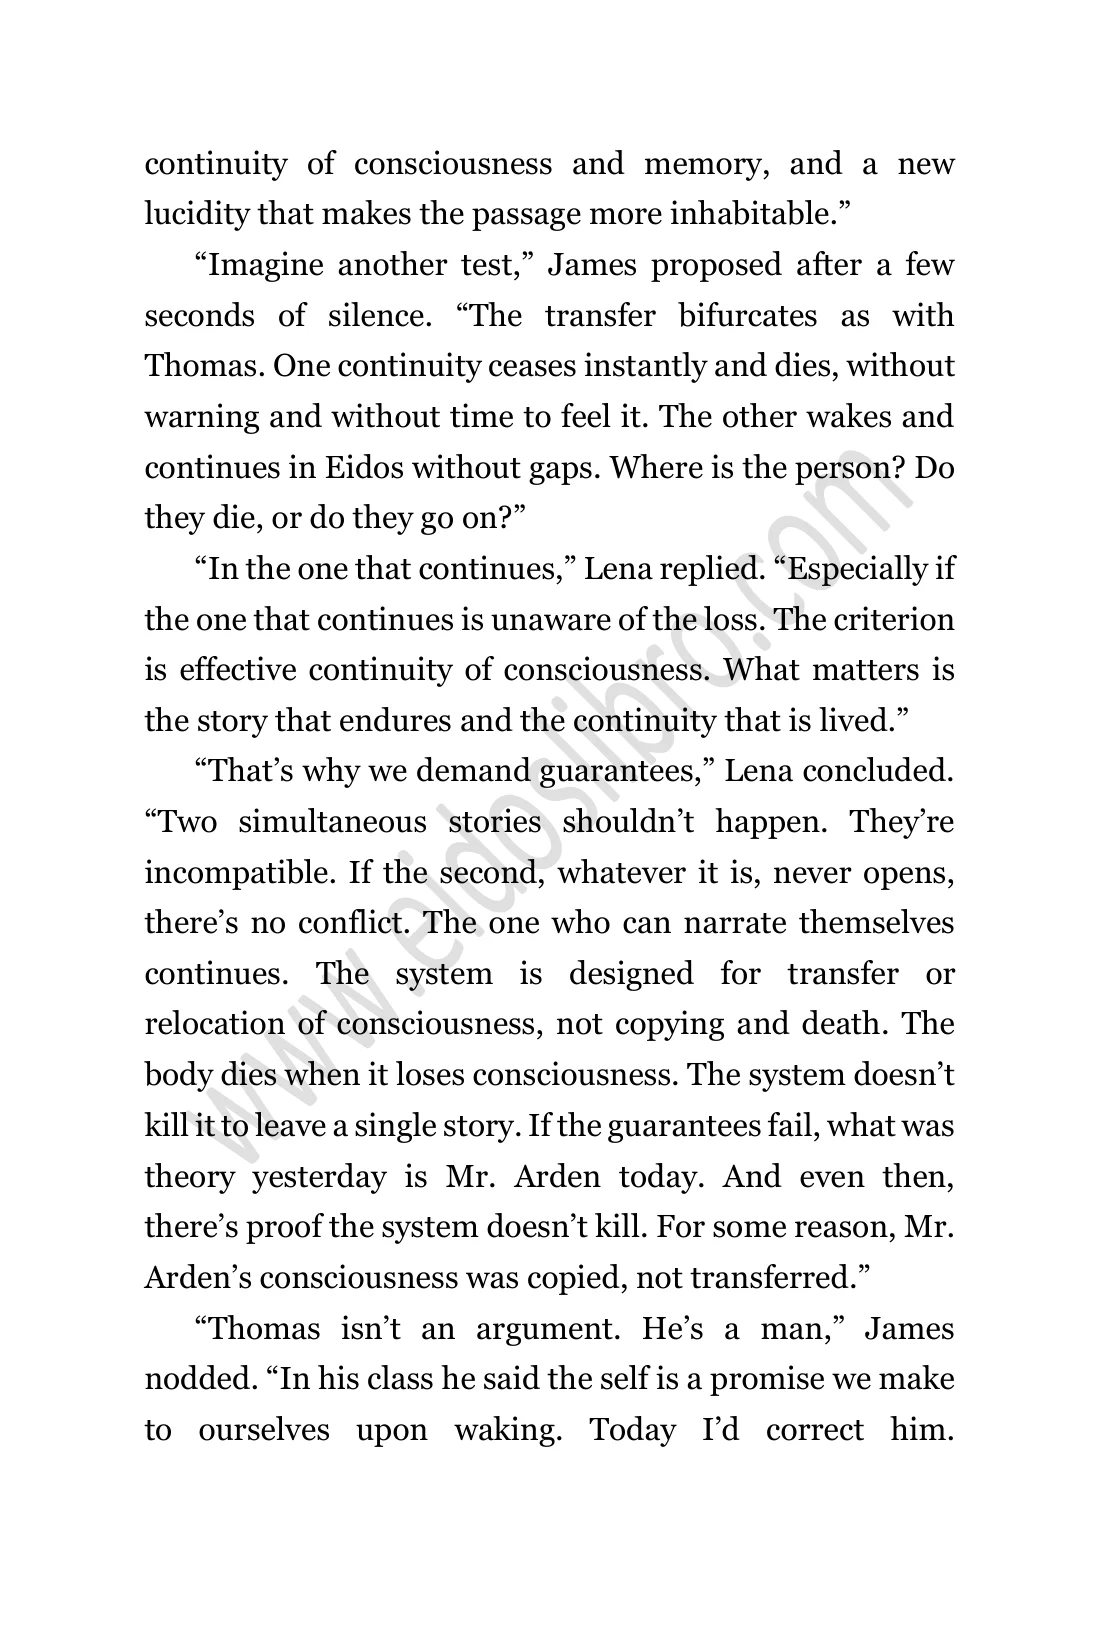 continuity of consciousness and memory, and a new
lucidity that makes the passage more inhabitable.”
“Imagine another test,” James proposed after a few
seconds of silence. “The transfer bifurcates as with
Thomas. One continuity ceases instantly and dies, without
warning and without time to feel it. The other wakes and
continues in Eidos without gaps. Where is the person? Do
they die, or do they go on?”
“In the one that continues,” Lena replied. “Especially if
the one that continues is unaware of the loss. The criterion
is effective continuity of consciousness. What matters is
the story that endures and the continuity that is lived.”
“That’s why we demand guarantees,” Lena concluded.
“Two simultaneous stories shouldn’t happen. They’re
incompatible. If the second, whatever it is, never opens,
there’s no conflict. The one who can narrate themselves
continues. The system is designed for transfer or
relocation of consciousness, not copying and death. The
body dies when it loses consciousness. The system doesn’t
kill it to leave a single story. If the guarantees fail, what was
theory yesterday is Mr. Arden today. And even then,
there’s proof the system doesn’t kill. For some reason, Mr.
Arden’s consciousness was copied, not transferred.”
“Thomas isn’t an argument. He’s a man,” James
nodded. “In his class he said the self is a promise we make
to ourselves upon waking. Today I’d correct him.
www.eidoslibro.com